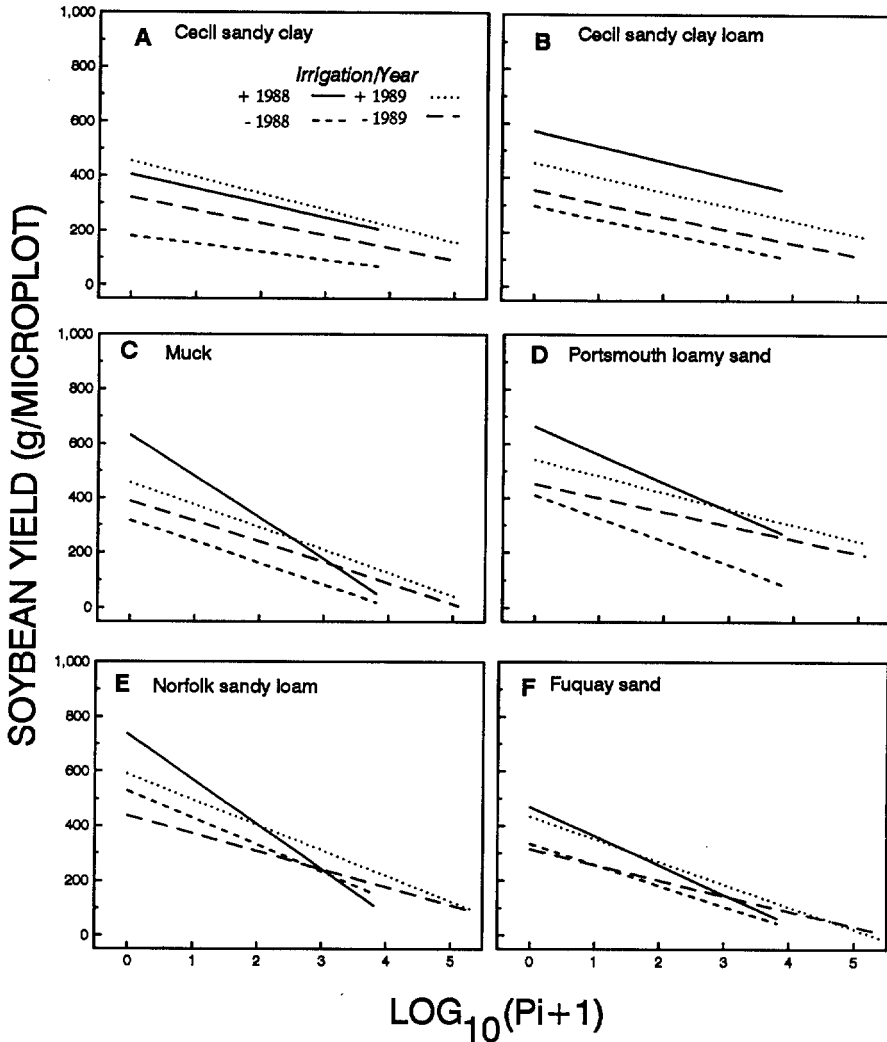 SOYBEAN YIELD (g/MICROPLOT)
1,000
800
600
400
200
0
A Cecil sandy clay
Irrigation/Year
+ 1988 + 1989
- 1988 - 1989
B Cecil sandy clay loam
1,000
800
600
400
200
0
C Muck
D Portsmouth loamy sand
1,000
800
600
400
200
0
E Norfolk sandy loam
F Fuquay sand
0 1 2 3 4 5
0 1 2 3 4 5
LOG10(Pi+1)